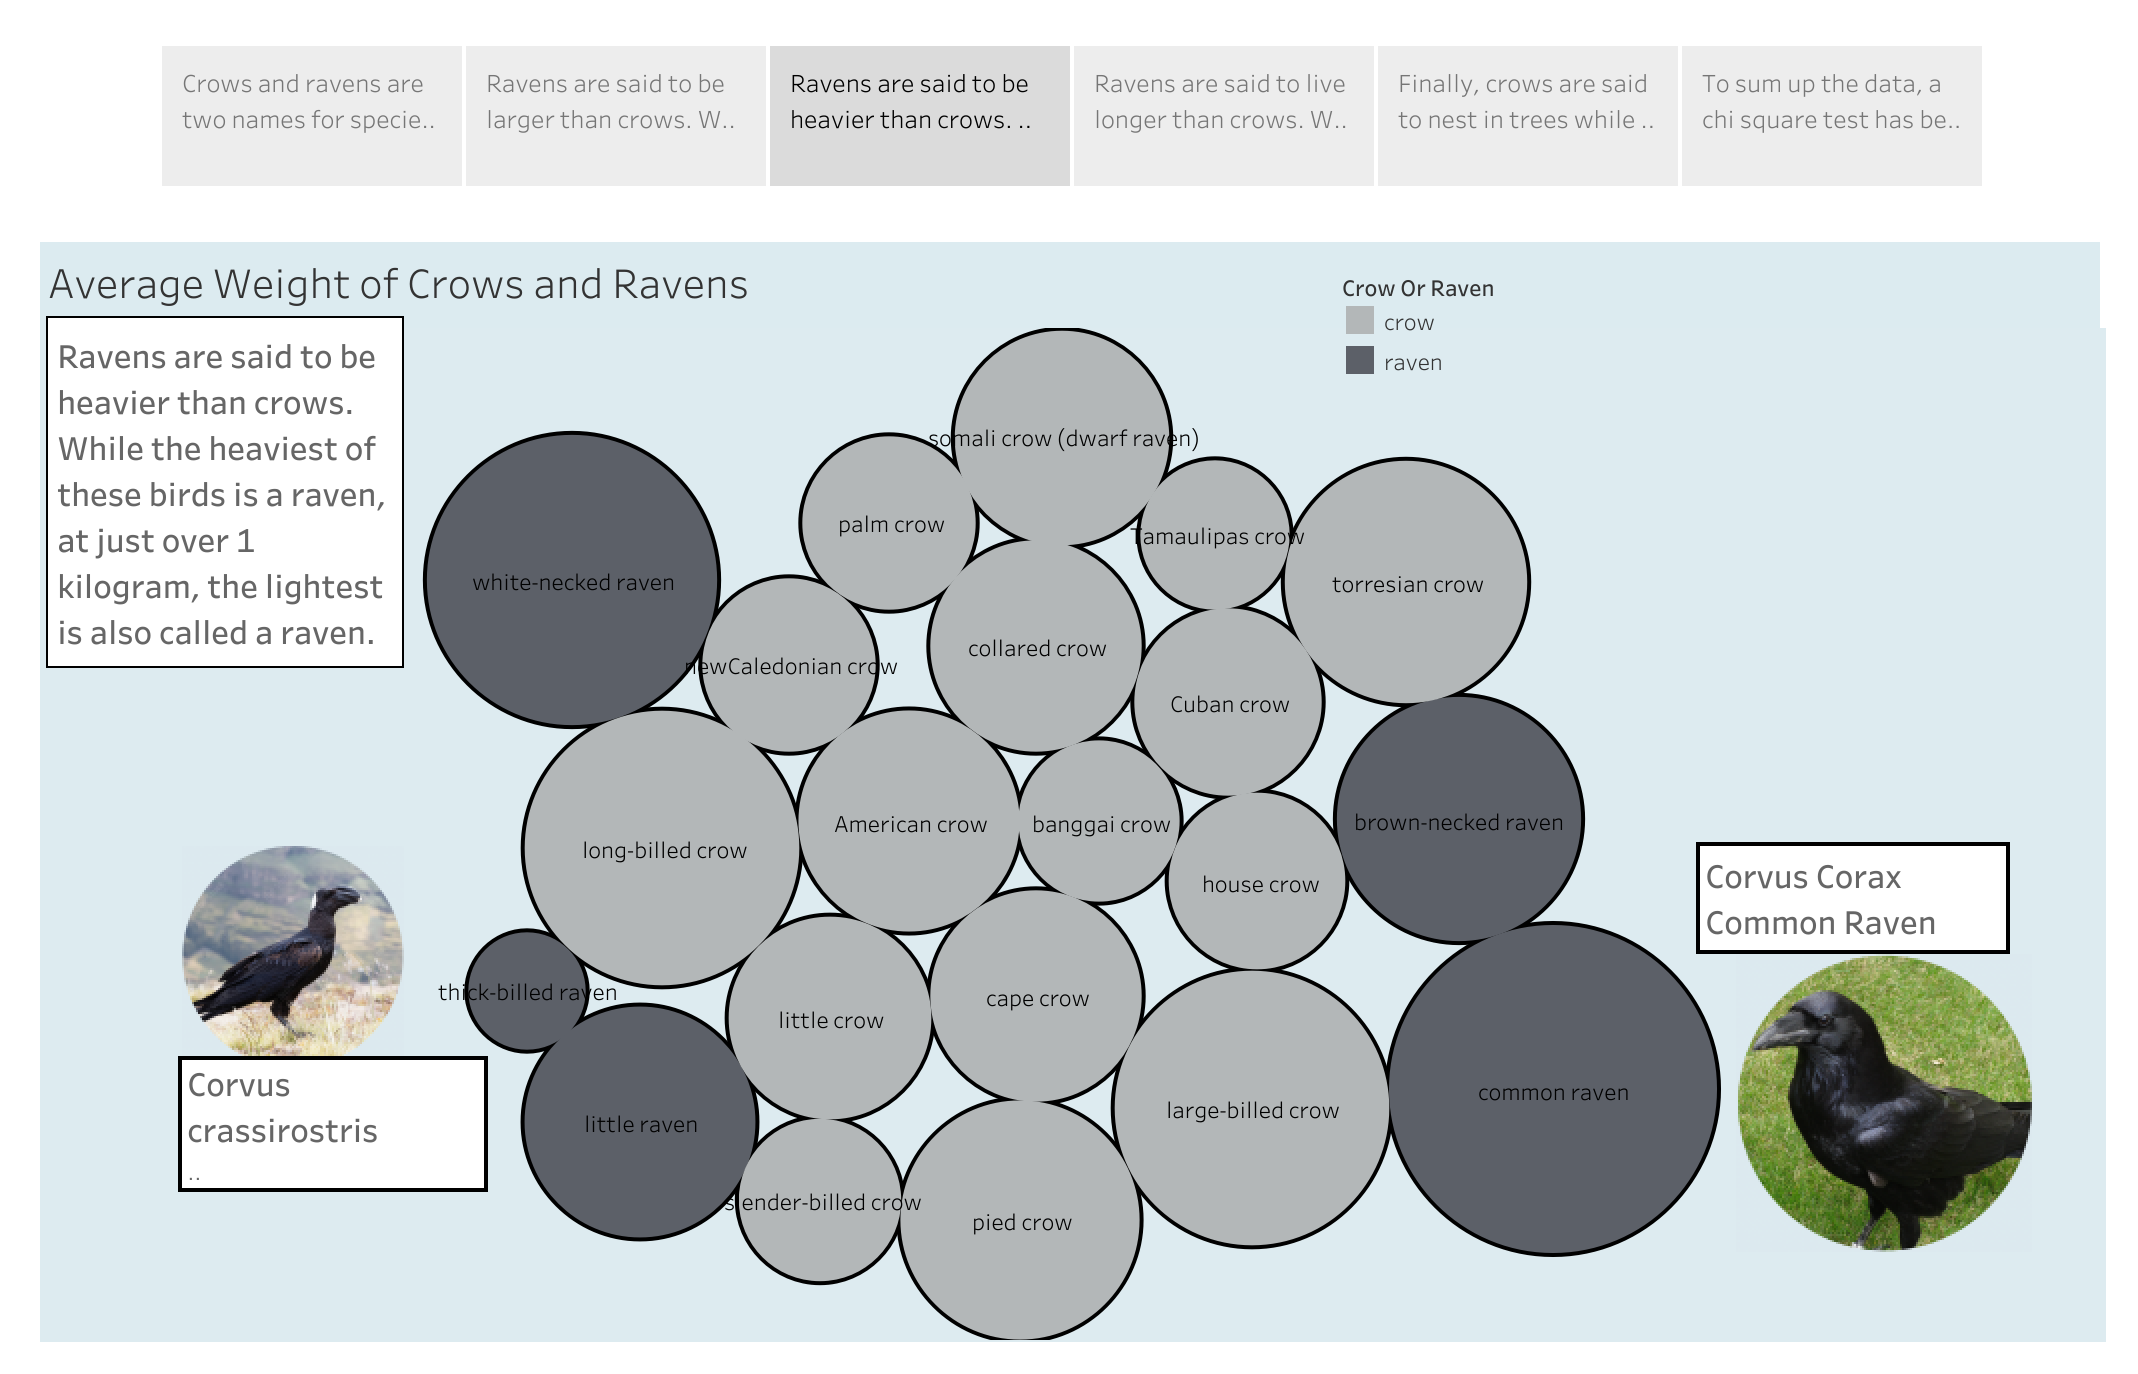 Crows and ravens are
two names for specie..
Ravens are said to be
larger than crows. W..
Ravens are said to be
heavier than crows. ..
Ravens are said to live
longer than crows. W..
Finally, crows are said
to nest in trees while ..
To sum up the data, a
chi square test has be..
Average Weight of Crows and Ravens
Crow Or Raven
crow
raven
Ravens are said to be
heavier than crows.
While the heaviest of
these birds is a raven,
at just over 1
kilogram, the lightest
is also called a raven.
somali crow (dwarf raven)
palm crow
Tamaulipas crow
white-necked raven
torresian crow
newCaledonian crow
collared crow
Cuban crow
long-billed crow
American crow
banggai crow
brown-necked raven
house crow
thick-billed raven
little crow
cape crow
little raven
large-billed crow
common raven
slender-billed crow
pied crow
Corvus Corax
Common Raven
Corvus
crassirostris
..